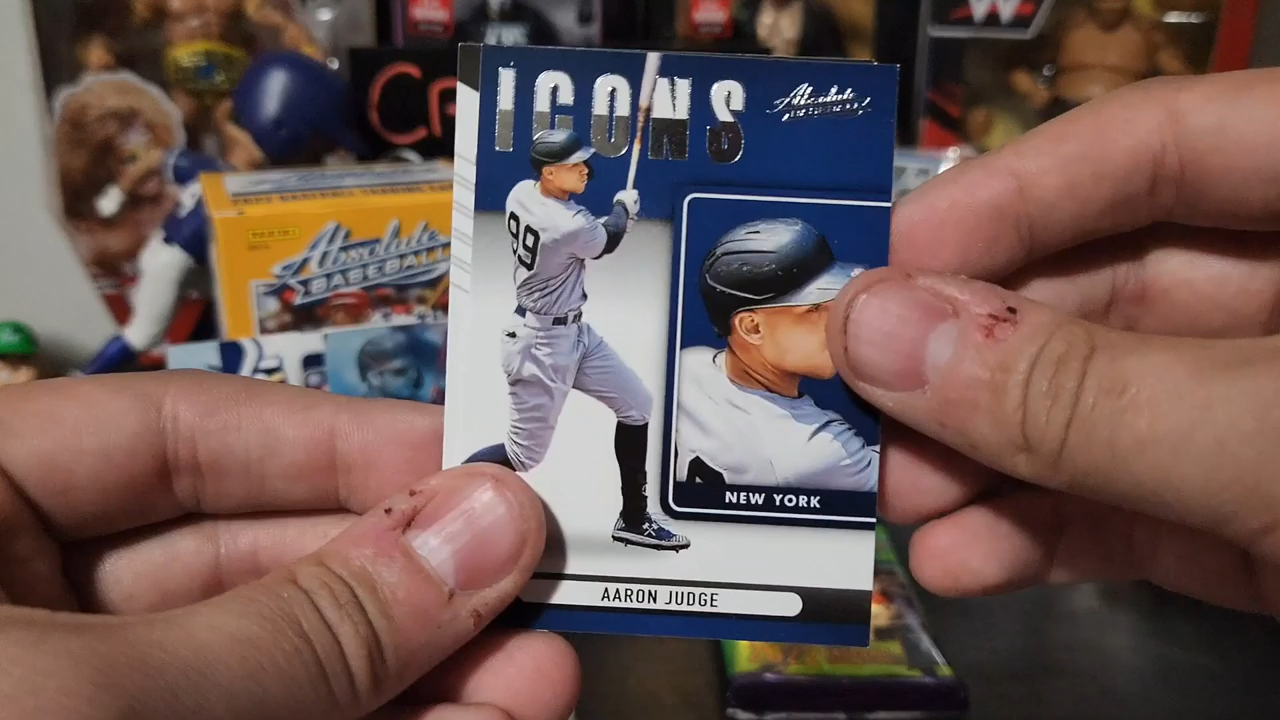 ICONS
Absolute
99
NEW YORK
AARON JUDGE
PANINI
Absolute
BASEBALL
W